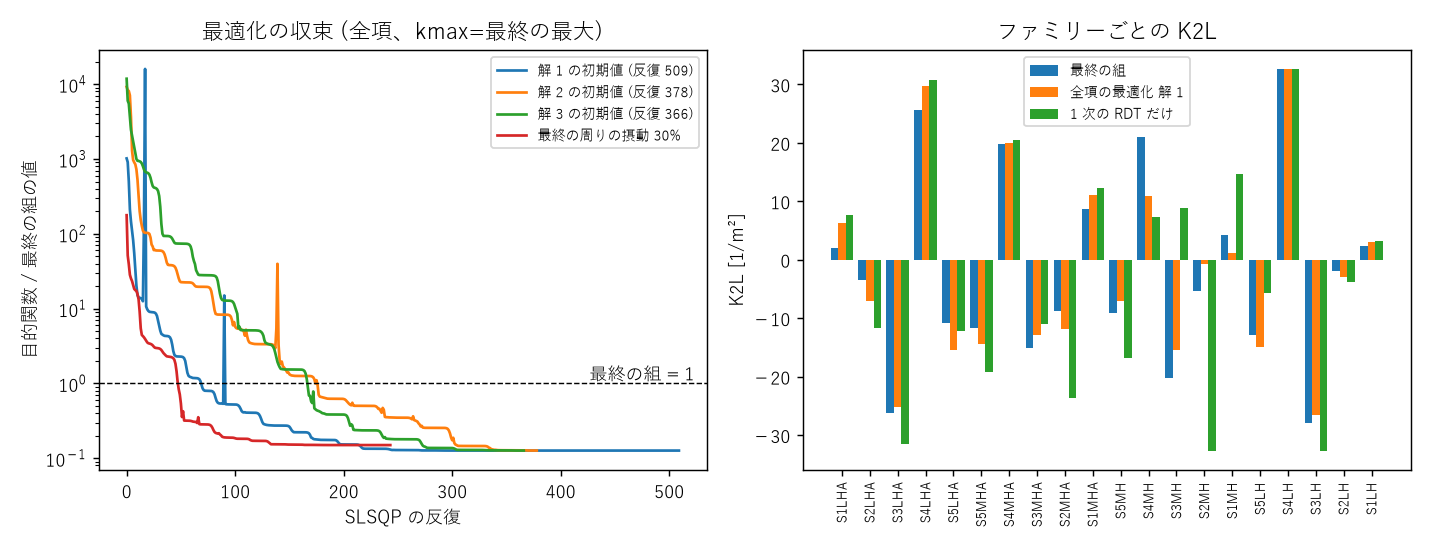 最適化の収束 (全項、kmax=最終の最大)
目的関数 / 最終の組の値
10⁴
10³
10²
10¹
10⁰
10⁻¹
解 1 の初期値 (反復 509)
解 2 の初期値 (反復 378)
解 3 の初期値 (反復 366)
最終の周りの摂動 30%
最終の組 = 1
0 100 200 300 400 500
SLSQP の反復
ファミリーごとの K2L
K2L [1/m²]
30
20
10
0
−10
−20
−30
最終の組
全項の最適化 解 1
1 次の RDT だけ
S1LHA S2LHA S3LHA S4LHA S5LHA S5MHA S4MHA S3MHA S2MHA S1MHA S5MH S4MH S3MH S2MH S1MH S5LH S4LH S3LH S2LH S1LH